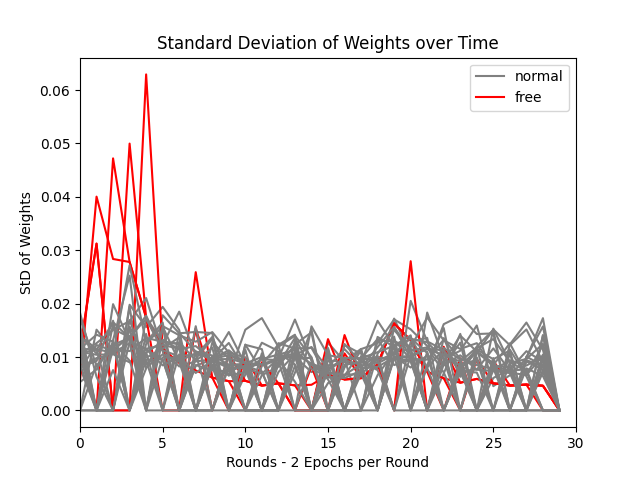 Standard Deviation of Weights over Time
normal
free
StD of Weights
0.06
0.05
0.04
0.03
0.02
0.01
0.00
0 5 10 15 20 25 30
Rounds - 2 Epochs per Round